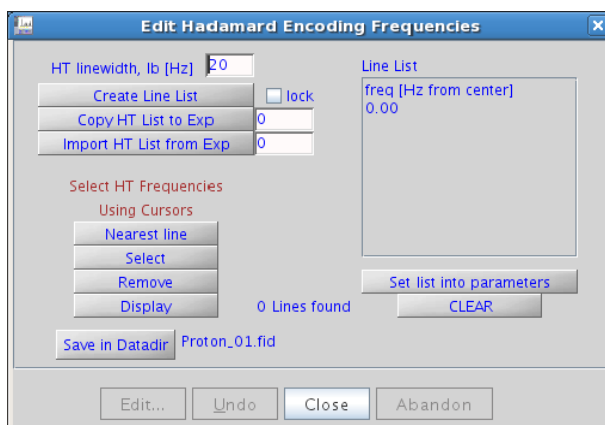 Edit Hadamard Encoding Frequencies
HT linewidth, lb [Hz] 20
Line List
Create Line List lock
freq [Hz from center]
0.00
Copy HT List to Exp 0
Import HT List from Exp 0
Select HT Frequencies
Using Cursors
Nearest line
Select
Remove
Set list into parameters
Display 0 Lines found CLEAR
Save in Datadir Proton_01.fid
Edit... Undo Close Abandon